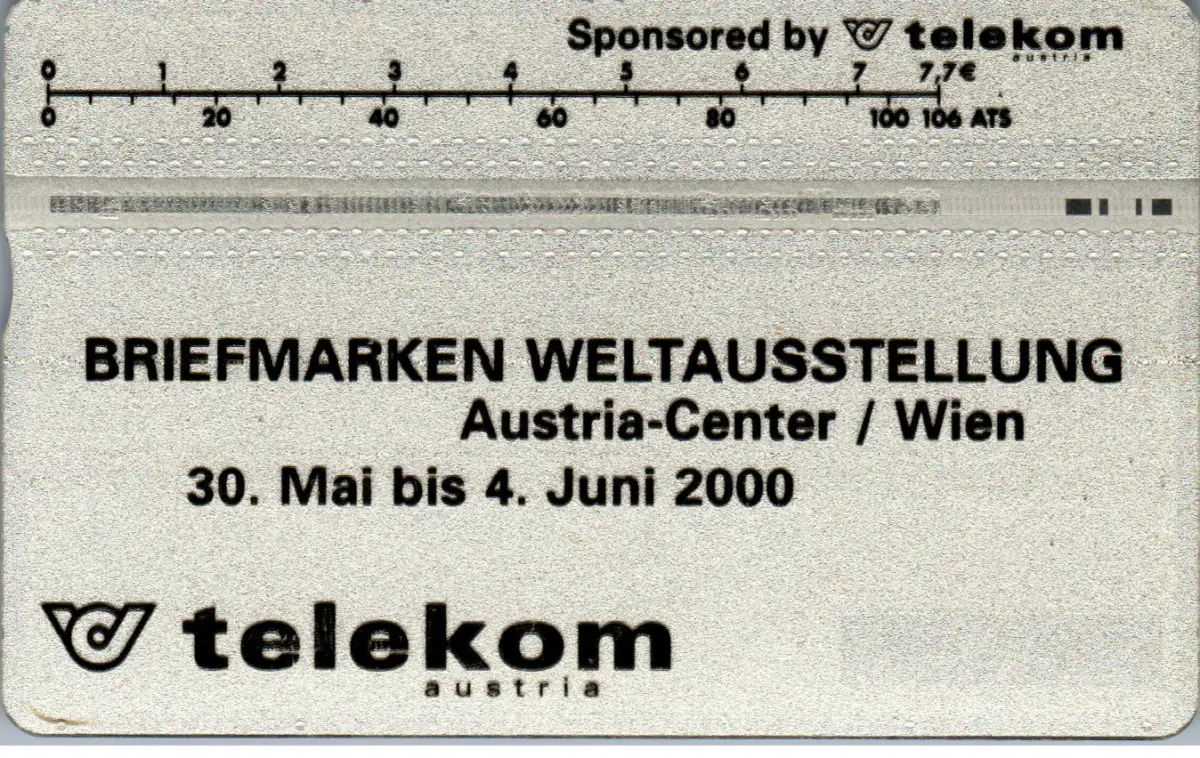 Sponsored by telekom
austria
0 1 2 3 4 5 6 7 7,7€
0 20 40 60 80 100 106 ATS
BRIEFMARKEN WELTAUSSTELLUNG
Austria-Center / Wien
30. Mai bis 4. Juni 2000
telekom
austria